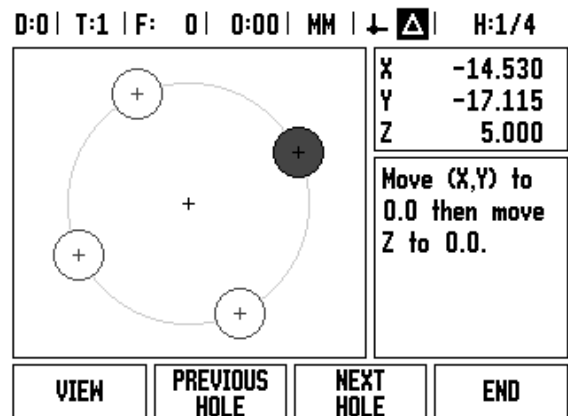 D:0 | T:1 | F: 0 | 0:00 | MM | Δ | H:1/4
X -14.530
Y -17.115
Z 5.000
Move (X,Y) to
0.0 then move
Z to 0.0.
VIEW
PREVIOUS
HOLE
NEXT
HOLE
END